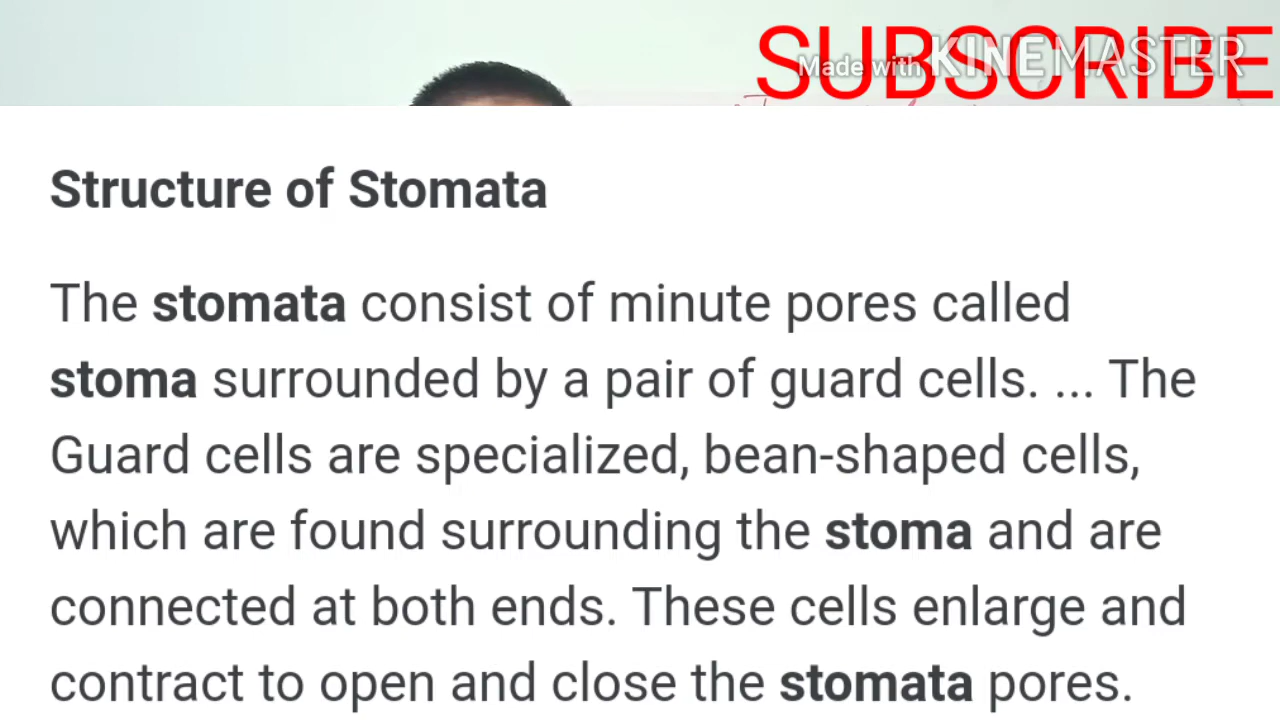 SUBSCRIBE
Made with KINEMASTER
Structure of Stomata
The stomata consist of minute pores called
stoma surrounded by a pair of guard cells. ... The
Guard cells are specialized, bean-shaped cells,
which are found surrounding the stoma and are
connected at both ends. These cells enlarge and
contract to open and close the stomata pores.